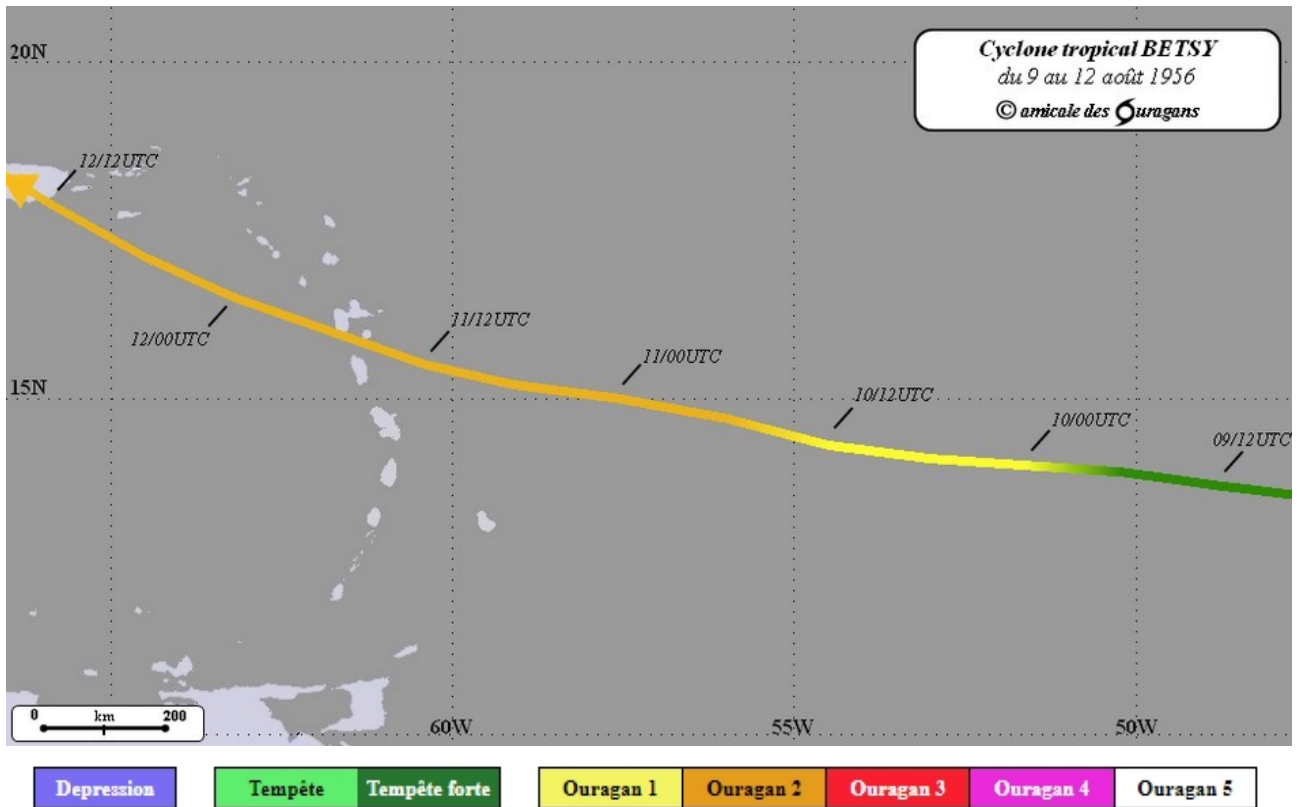 20N
Cyclone tropical BETSY
du 9 au 12 août 1956
© amicale des Ouragans
12/12UTC
12/00UTC
11/12UTC
11/00UTC
15N
10/12UTC
10/00UTC
09/12UTC
0 km 200
60W
55W
50W
Depression
Tempête
Tempête forte
Ouragan 1
Ouragan 2
Ouragan 3
Ouragan 4
Ouragan 5